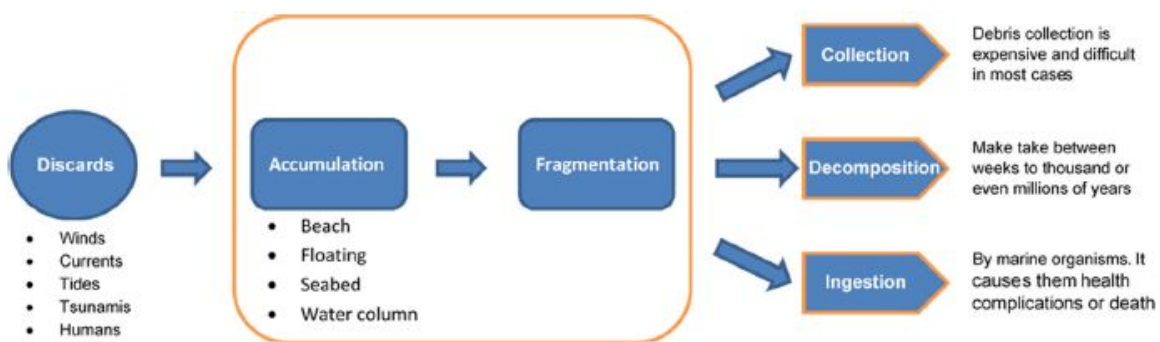 Discards
• Winds
• Currents
• Tides
• Tsunamis
• Humans
Accumulation
• Beach
• Floating
• Seabed
• Water column
Fragmentation
Collection
Debris collection is
expensive and difficult
in most cases
Decomposition
Make take between
weeks to thousand or
even millions of years
Ingestion
By marine organisms. It
causes them health
complications or death